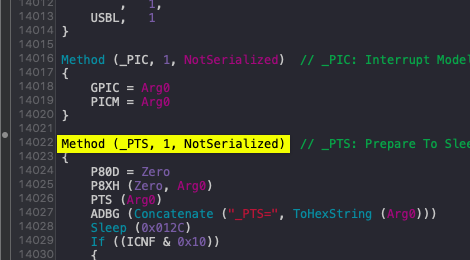 14012 , 1,
14013 USBL, 1
14014 }
14015
14016 Method (_PIC, 1, NotSerialized) // _PIC: Interrupt Model
14017 {
14018 GPIC = Arg0
14019 PICM = Arg0
14020 }
14021
14022 Method (_PTS, 1, NotSerialized) // _PTS: Prepare To Slee
14023 {
14024 P80D = Zero
14025 P8XH (Zero, Arg0)
14026 PTS (Arg0)
14027 ADBG (Concatenate ("_PTS=", ToHexString (Arg0)))
14028 Sleep (0x012C)
14029 If ((ICNF & 0x10))
14030 {